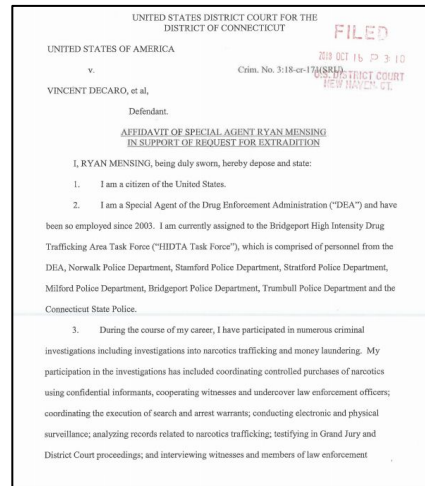 UNITED STATES DISTRICT COURT FOR THE
DISTRICT OF CONNECTICUT
FILED
UNITED STATES OF AMERICA
2018 OCT 16 P 3:10
v. Crim. No. 3:18-cr-171(SRU)
U.S. DISTRICT COURT
NEW HAVEN, CT.
VINCENT DECARO, et al,
Defendant.
AFFIDAVIT OF SPECIAL AGENT RYAN MENSING
IN SUPPORT OF REQUEST FOR EXTRADITION
I, RYAN MENSING, being duly sworn, hereby depose and state:
1. I am a citizen of the United States.
2. I am a Special Agent of the Drug Enforcement Administration (“DEA”) and have
been so employed since 2003. I am currently assigned to the Bridgeport High Intensity Drug
Trafficking Area Task Force (“HIDTA Task Force”), which is comprised of personnel from the
DEA, Norwalk Police Department, Stamford Police Department, Stratford Police Department,
Milford Police Department, Bridgeport Police Department, Trumbull Police Department and the
Connecticut State Police.
3. During the course of my career, I have participated in numerous criminal
investigations including investigations into narcotics trafficking and money laundering. My
participation in the investigations has included coordinating controlled purchases of narcotics
using confidential informants, cooperating witnesses and undercover law enforcement officers;
coordinating the execution of search and arrest warrants; conducting electronic and physical
surveillance; analyzing records related to narcotics trafficking; testifying in Grand Jury and
District Court proceedings; and interviewing witnesses and members of law enforcement